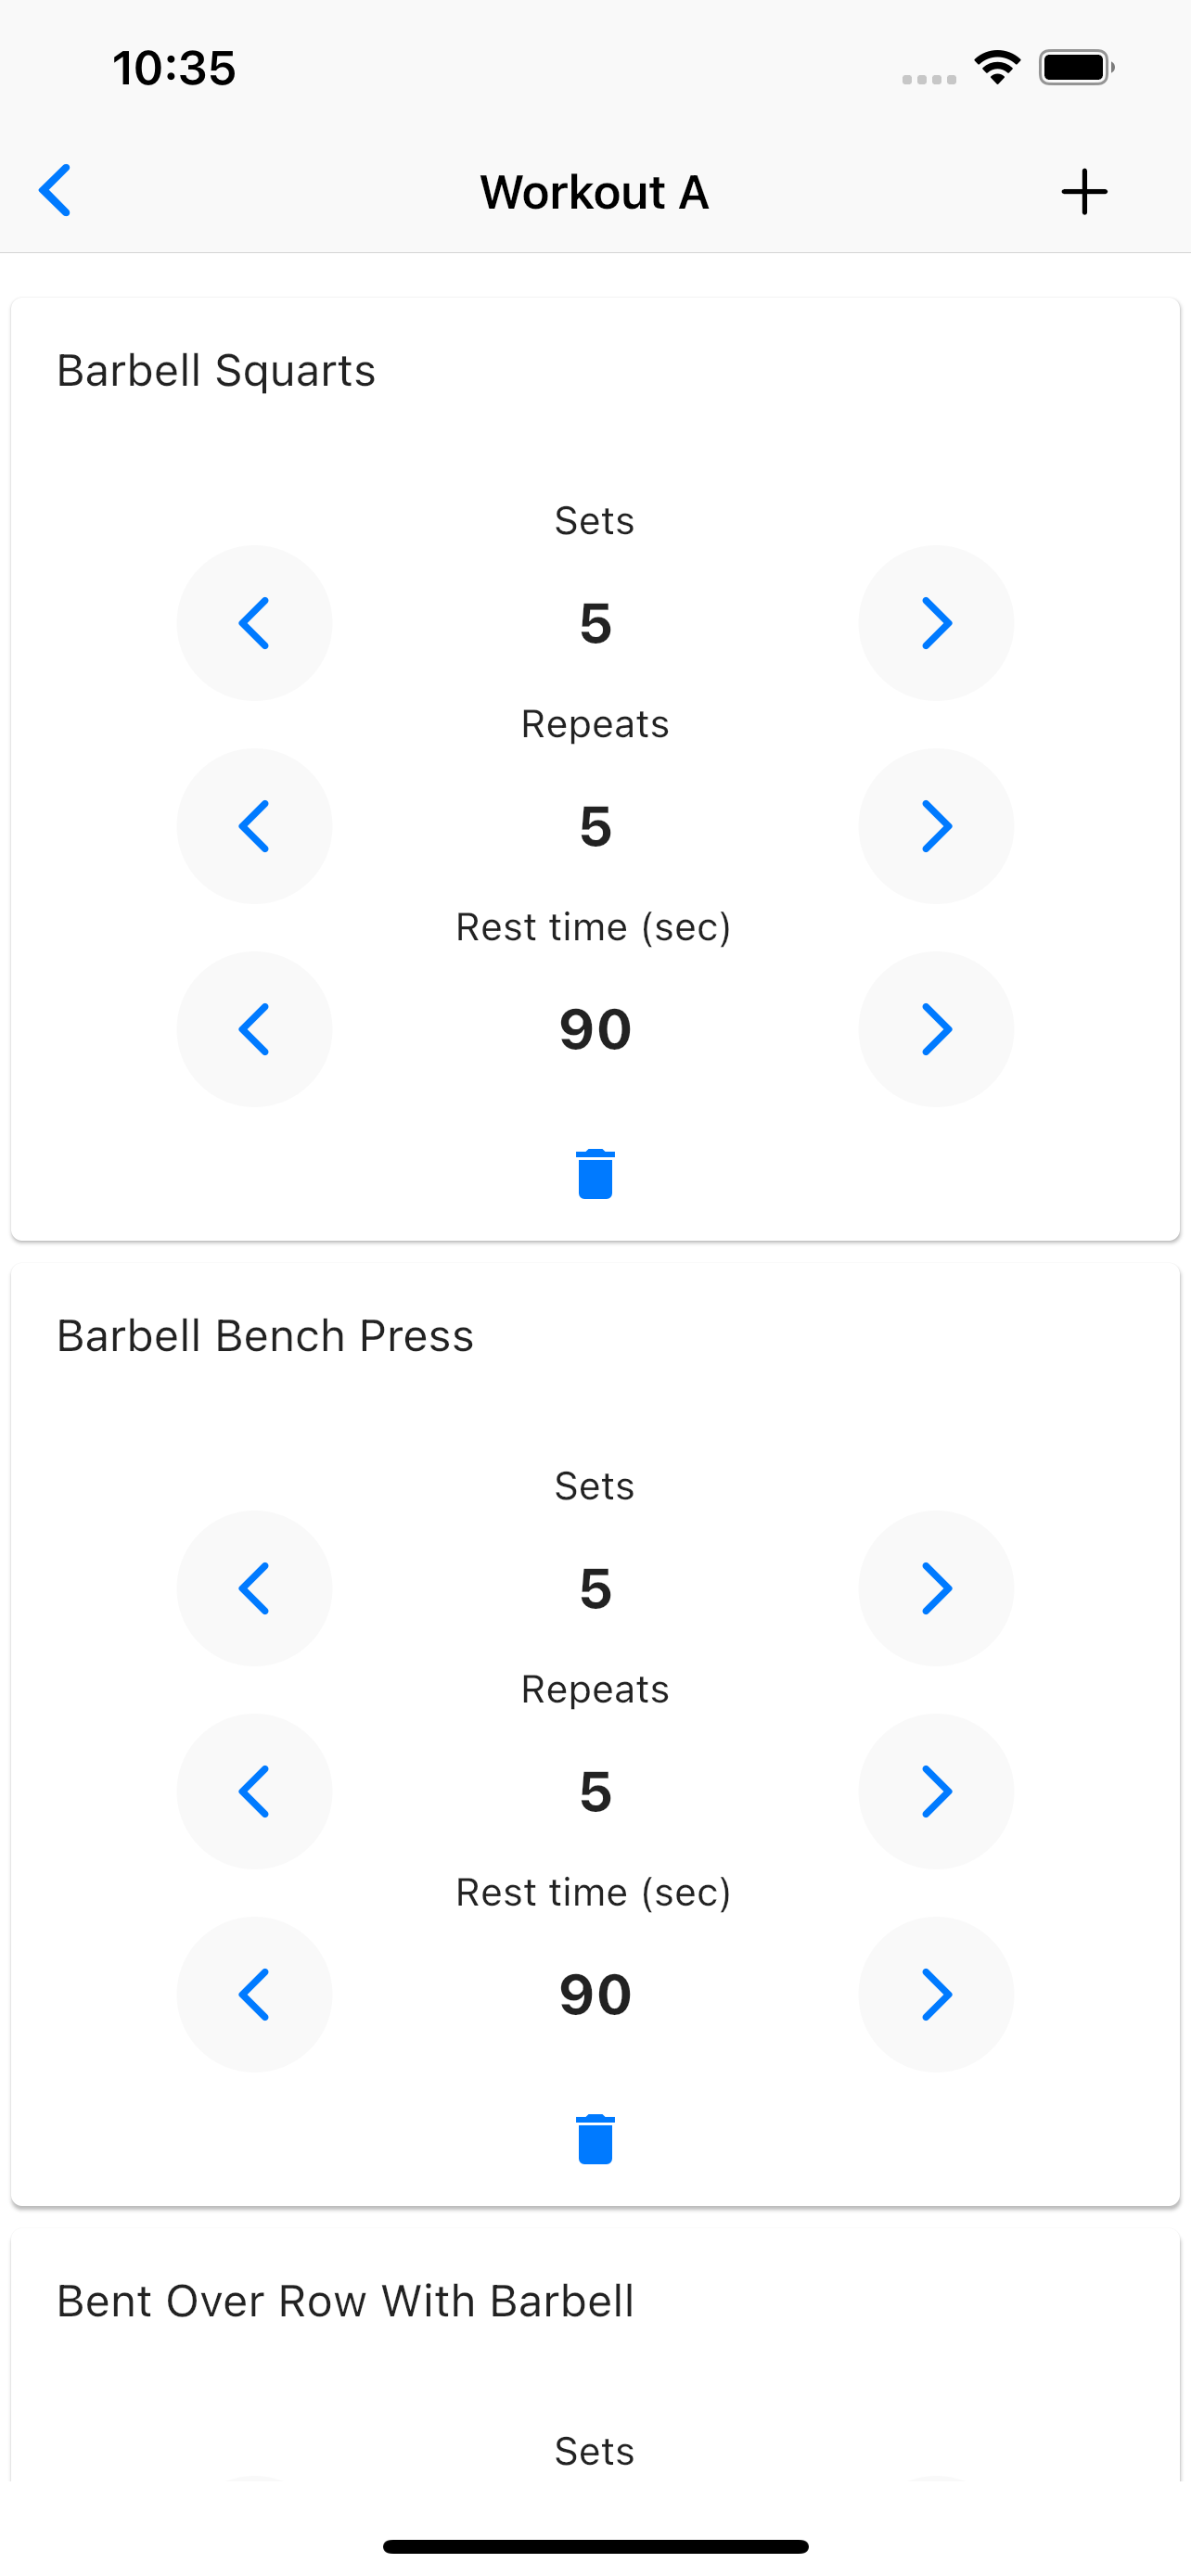 10:35
Workout A
Barbell Squarts
Sets
5
Repeats
5
Rest time (sec)
90
Barbell Bench Press
Sets
5
Repeats
5
Rest time (sec)
90
Bent Over Row With Barbell
Sets